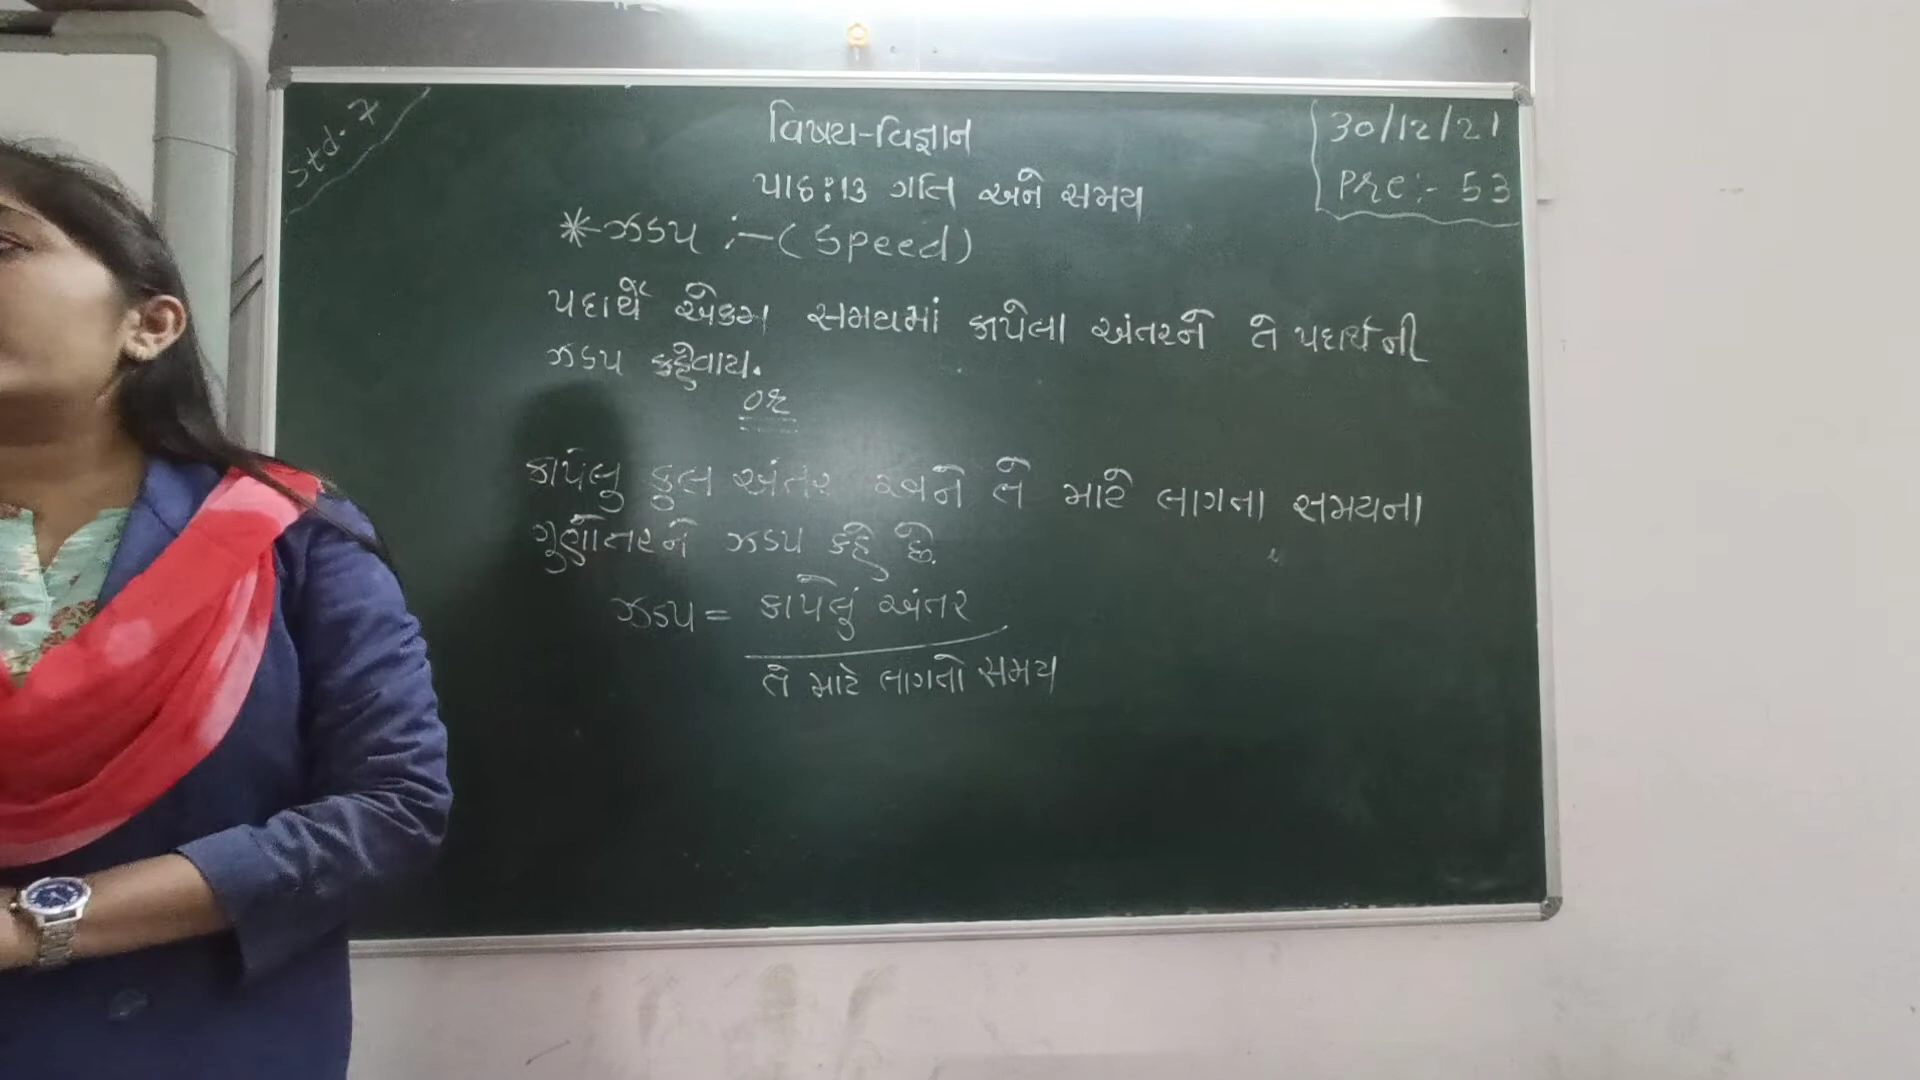 Std. 7
વિષય-વિજ્ઞાન
30/12/21
Pre:- 53
પાઠ:13 ગતિ અને સમય
* ઝડપ :- (Speed)
પદાર્થે એકમ સમયમાં કાપેલા અંતરને તે પદાર્થની
ઝડપ કહેવાય.
OR
કાપેલુ કુલ અંતર અને તે માટે લાગતા સમયના
ગુણોતરને ઝડપ કહે છે.
ઝડપ = કાપેલું અંતર
તે માટે લાગતો સમય